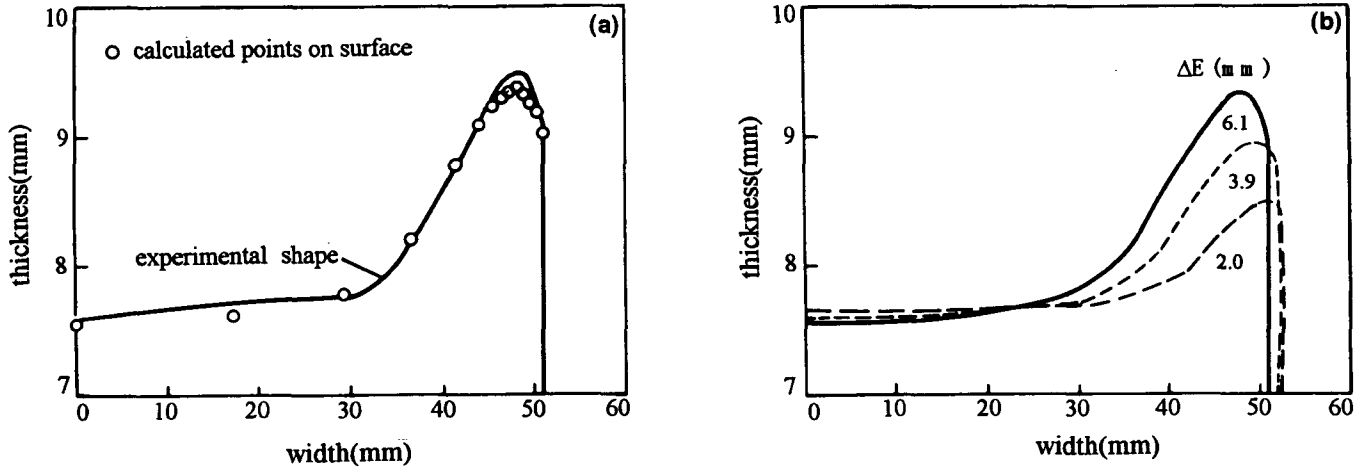 10
(a)
calculated points on surface
9
thickness(mm)
experimental shape
8
7
0 10 20 30 40 50 60
width(mm)
10
(b)
ΔE (mm)
6.1
9
3.9
thickness(mm)
2.0
8
7
0 10 20 30 40 50 60
width(mm)